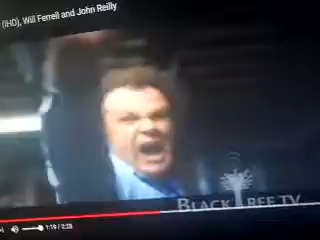 (HD), Will Ferrell and John Reilly
BLACK TREE TV
1:19 / 2:28